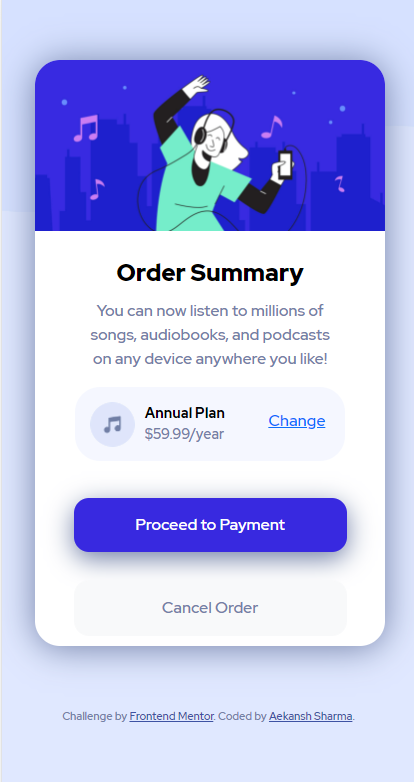 Order Summary
You can now listen to millions of
songs, audiobooks, and podcasts
on any device anywhere you like!
Annual Plan
$59.99/year
Change
Proceed to Payment
Cancel Order
Challenge by Frontend Mentor. Coded by Aekansh Sharma.